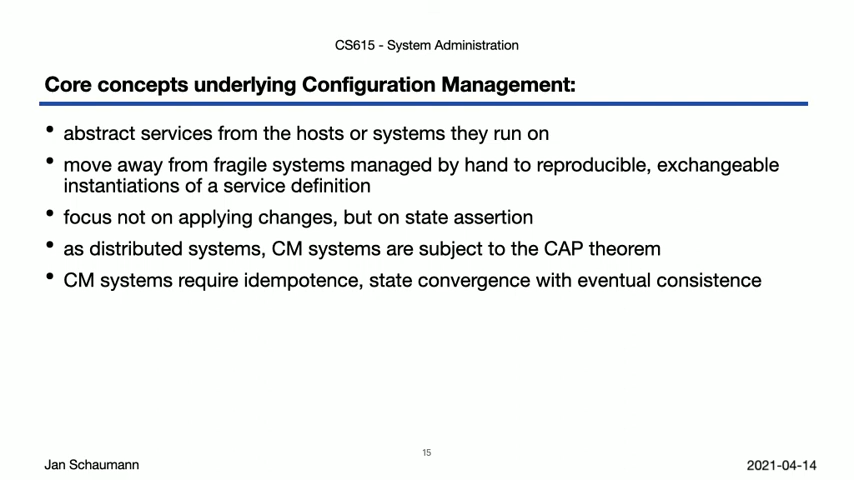 CS615 - System Administration
Core concepts underlying Configuration Management:
• abstract services from the hosts or systems they run on
• move away from fragile systems managed by hand to reproducible, exchangeable
instantiations of a service definition
• focus not on applying changes, but on state assertion
• as distributed systems, CM systems are subject to the CAP theorem
• CM systems require idempotence, state convergence with eventual consistence
15
Jan Schaumann
2021-04-14